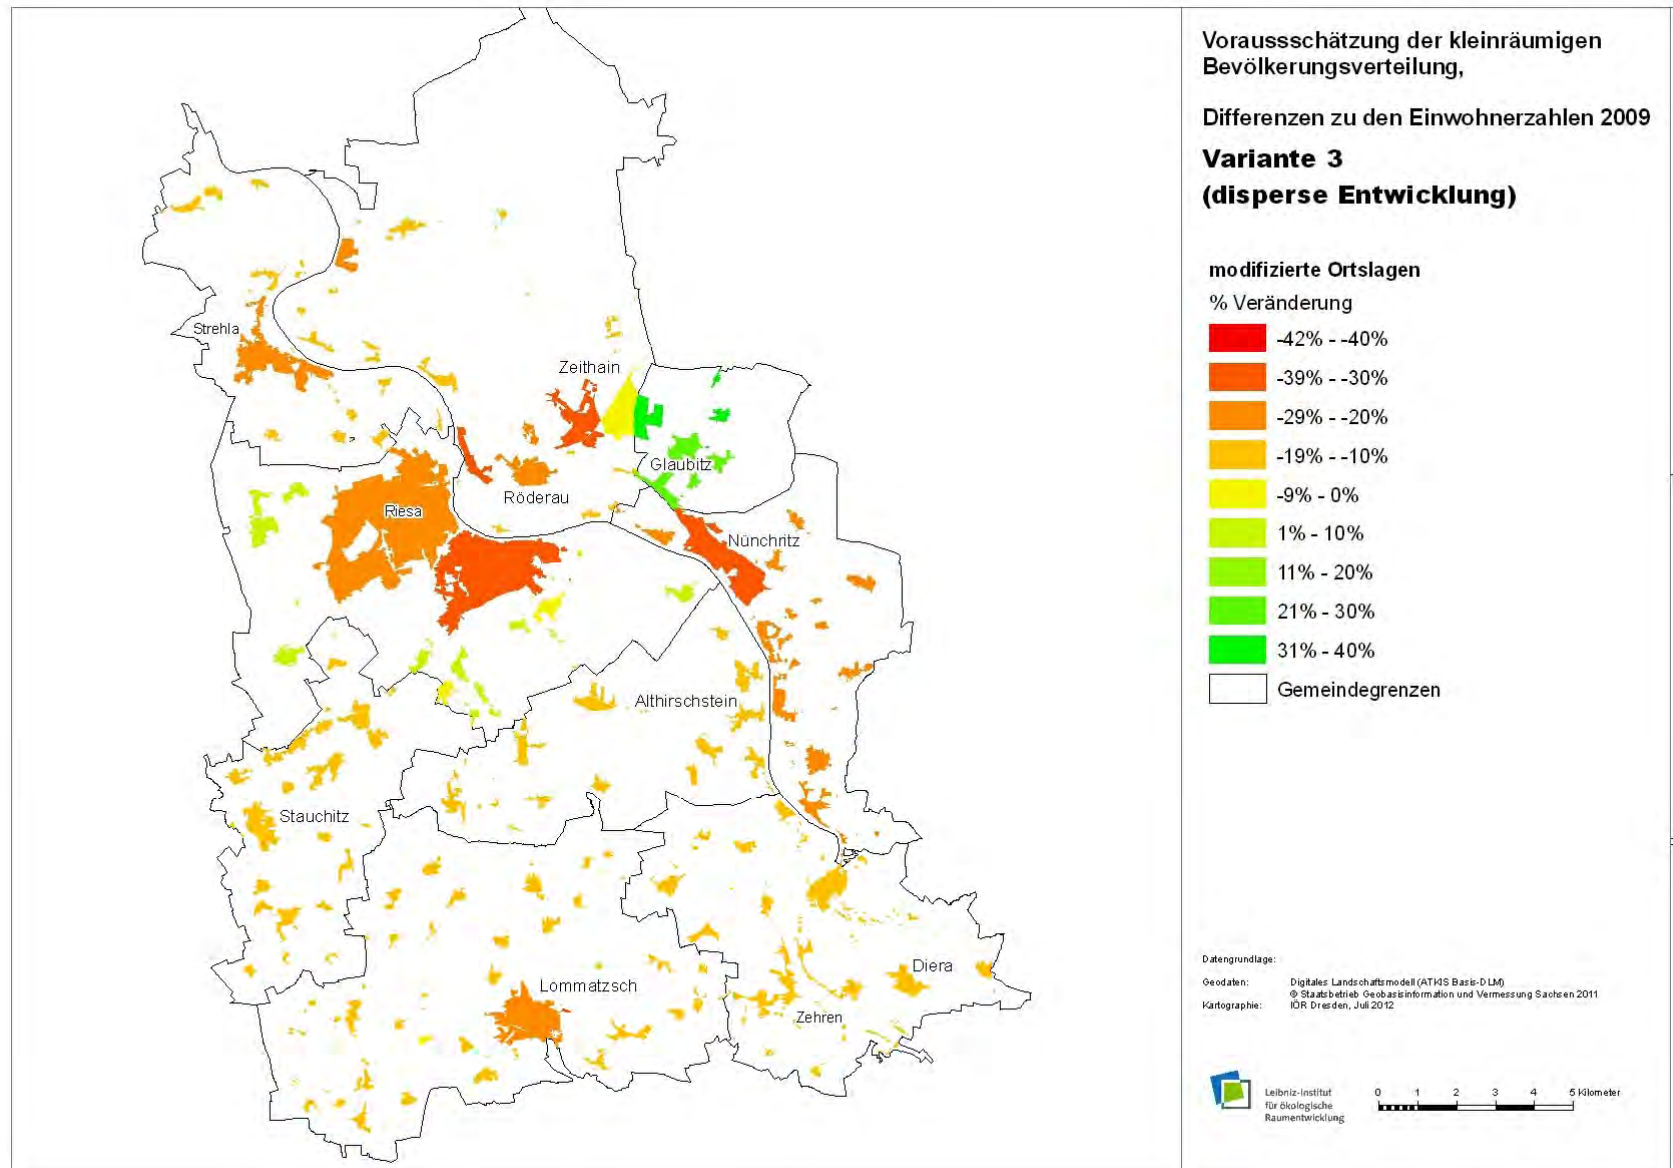 Voraussschätzung der kleinräumigen
Bevölkerungsverteilung,
Differenzen zu den Einwohnerzahlen 2009
Variante 3
(disperse Entwicklung)
modifizierte Ortslagen
% Veränderung
-42% - -40%
-39% - -30%
-29% - -20%
-19% - -10%
-9% - 0%
1% - 10%
11% - 20%
21% - 30%
31% - 40%
Gemeindegrenzen
Strehla
Zeithain
Glaubitz
Röderau
Riesa
Nünchritz
Althirschstein
Stauchitz
Diera
Lommatzsch
Zehren
Datengrundlage:
Geodaten: Digitales Landschaftsmodell (ATKIS Basis-DLM)
© Staatsbetrieb Geobasisinformation und Vermessung Sachsen 2011
Kartographie: IÖR Dresden, Juli 2012
Leibniz-Institut
für ökologische
Raumentwicklung
0 1 2 3 4 5 Kilometer